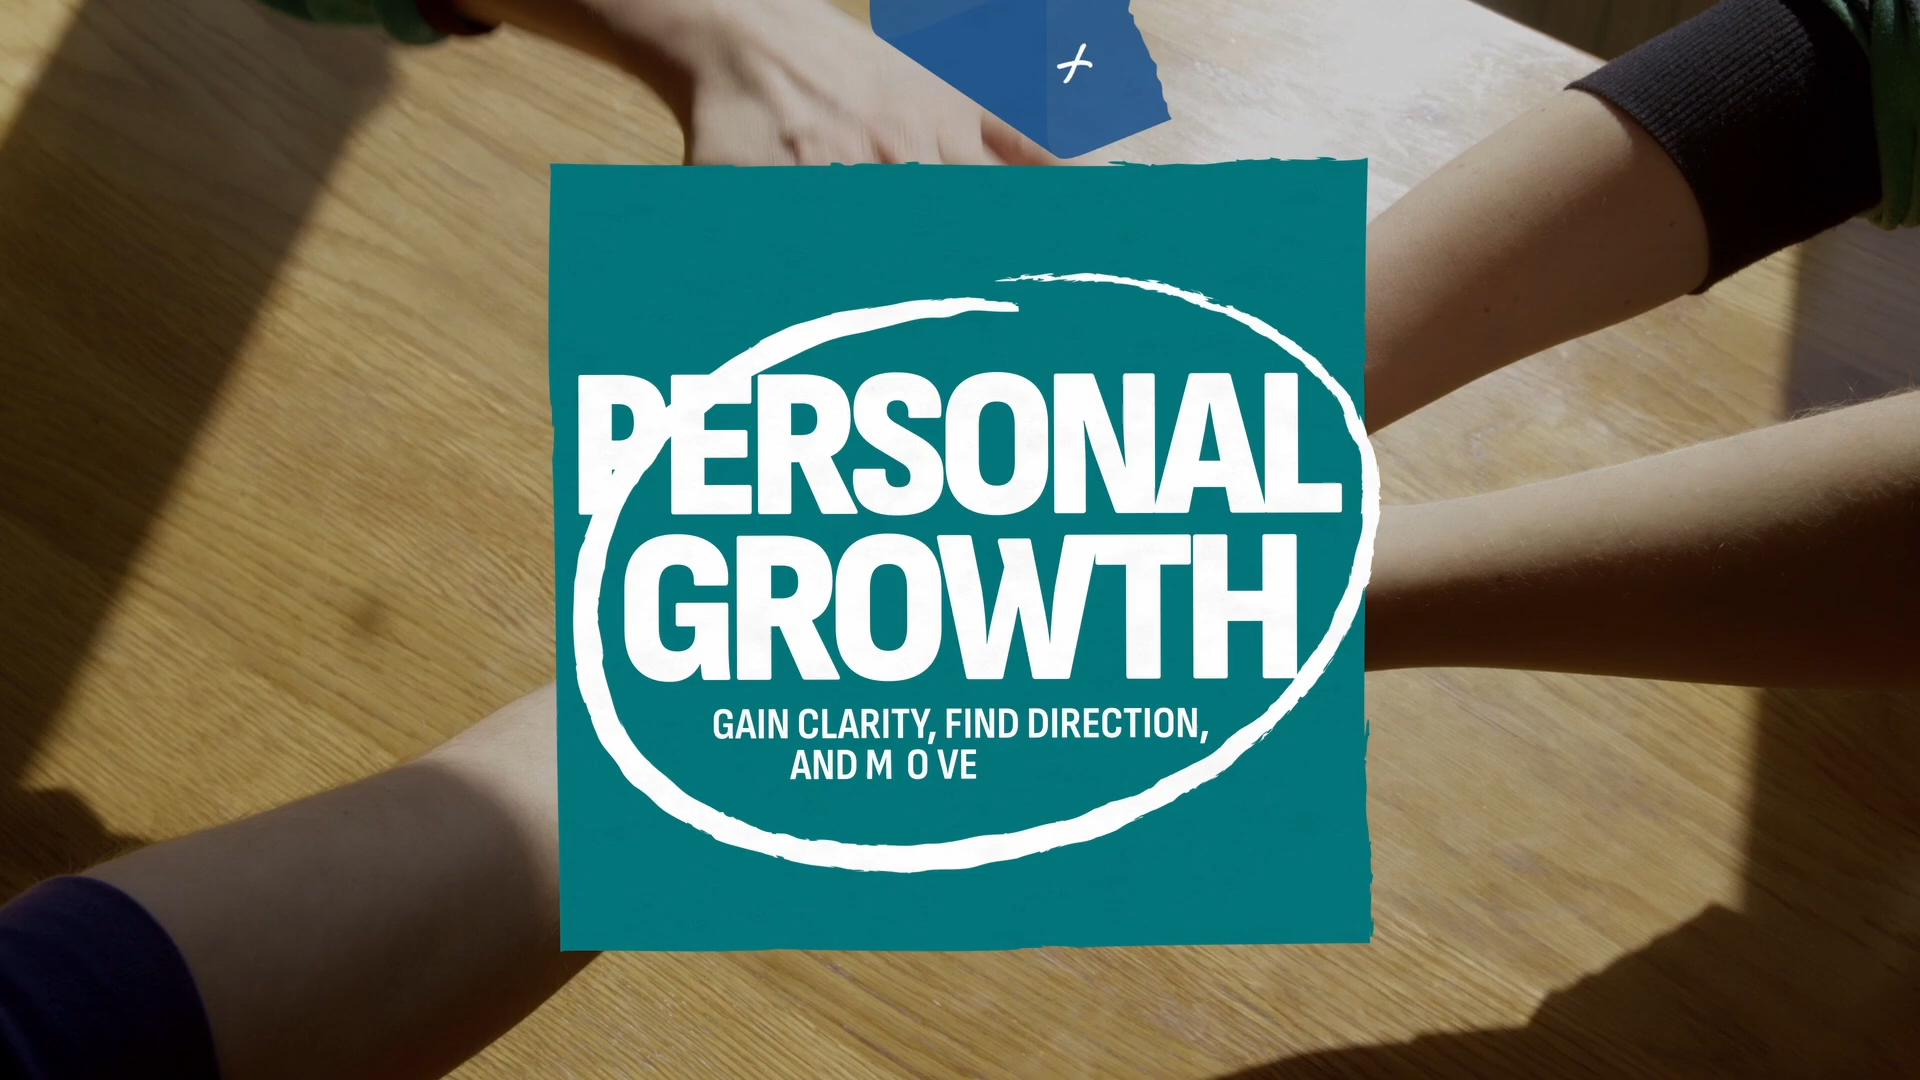 PERSONAL
GROWTH
GAIN CLARITY, FIND DIRECTION,
AND M O VE